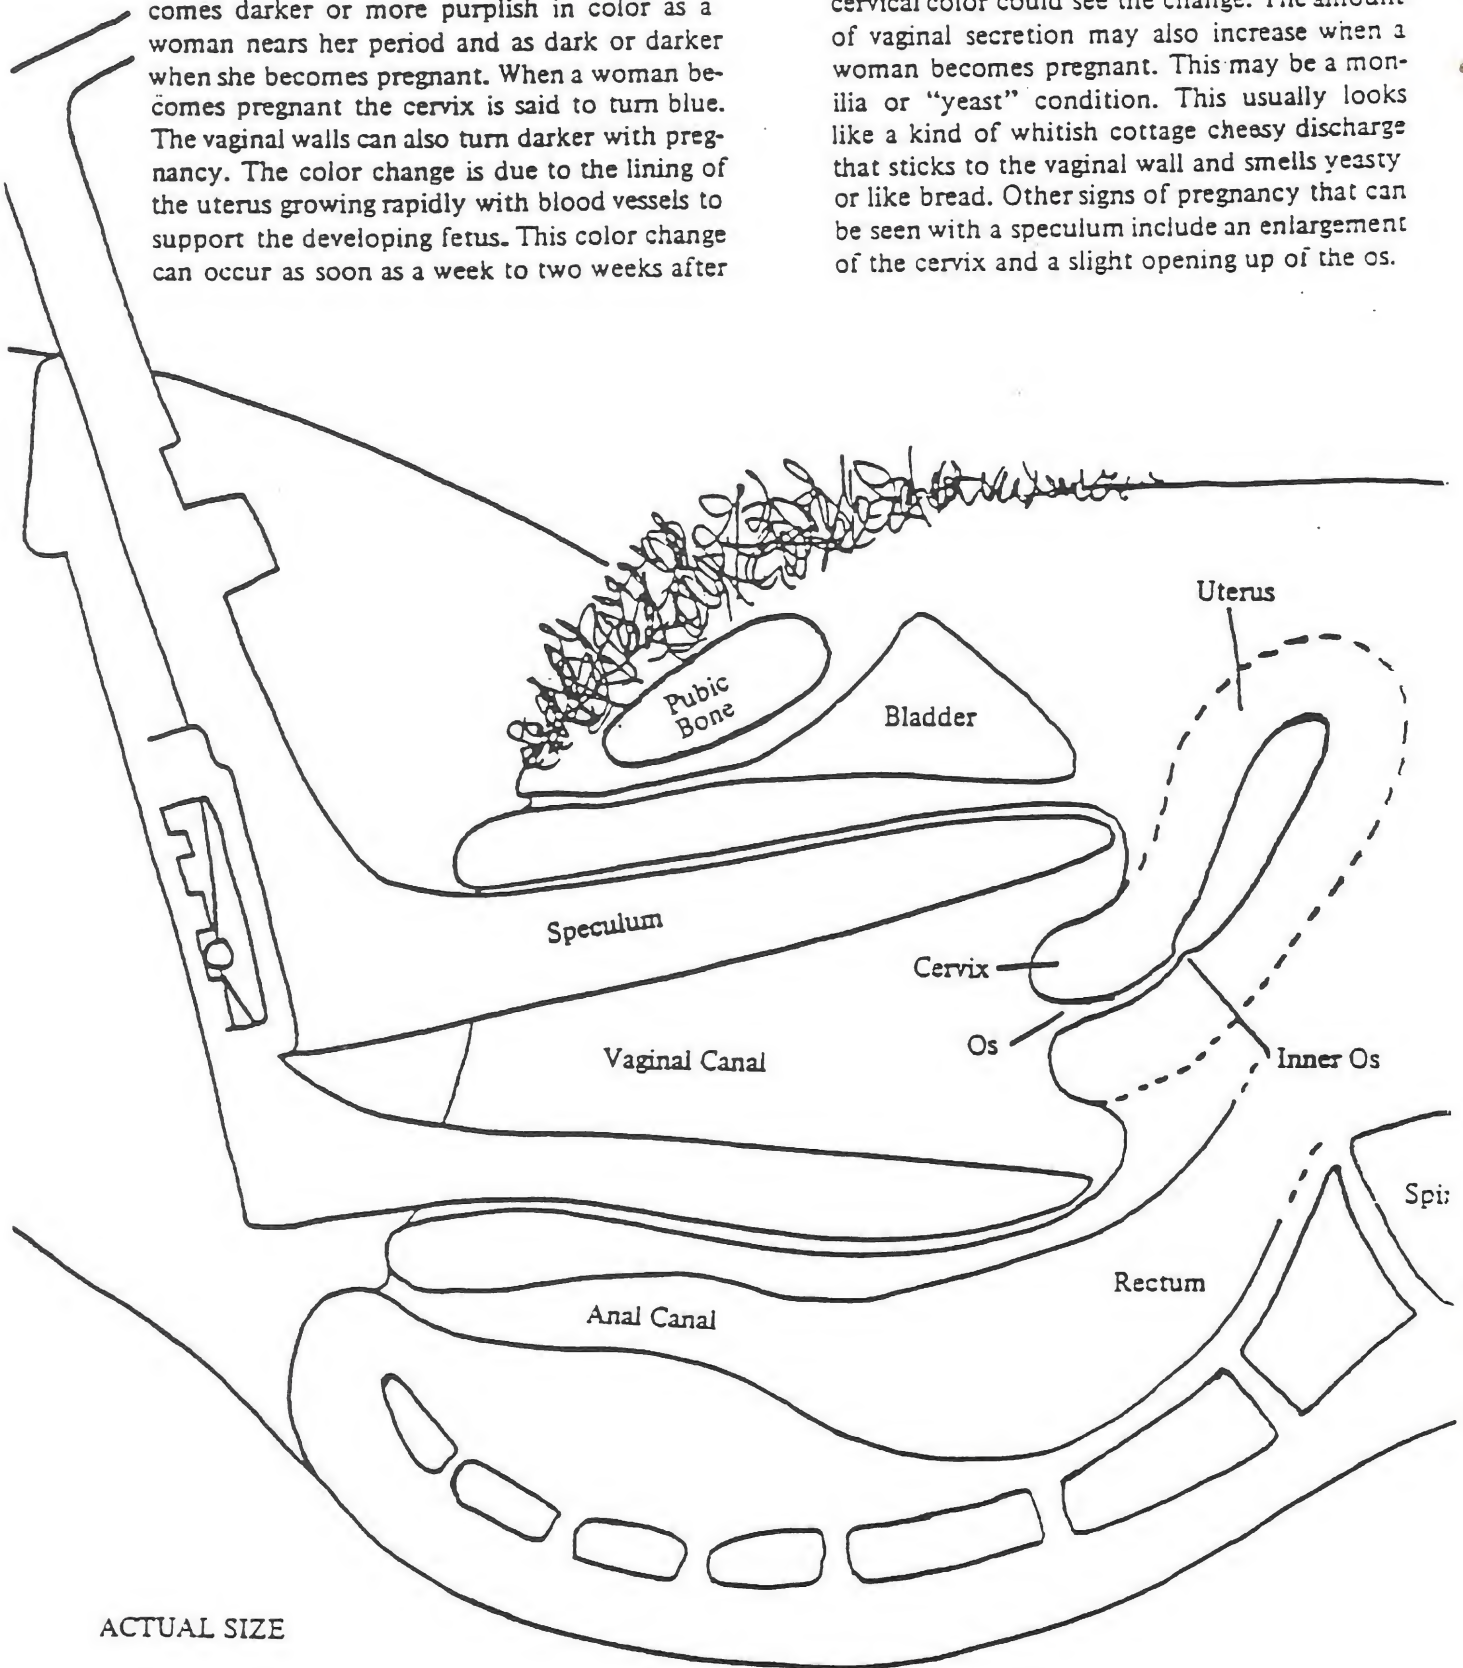 comes darker or more purplish in color as a
woman nears her period and as dark or darker
when she becomes pregnant. When a woman be-
comes pregnant the cervix is said to turn blue.
The vaginal walls can also turn darker with preg-
nancy. The color change is due to the lining of
the uterus growing rapidly with blood vessels to
support the developing fetus. This color change
can occur as soon as a week to two weeks after
cervical color could see the change. The amount
of vaginal secretion may also increase when a
woman becomes pregnant. This may be a mon-
ilia or “yeast” condition. This usually looks
like a kind of whitish cottage cheesy discharge
that sticks to the vaginal wall and smells yeasty
or like bread. Other signs of pregnancy that can
be seen with a speculum include an enlargement
of the cervix and a slight opening up of the os.
Uterus
Pubic
Bone
Bladder
Speculum
Cervix
Os
Inner Os
Vaginal Canal
Rectum
Anal Canal
ACTUAL SIZE